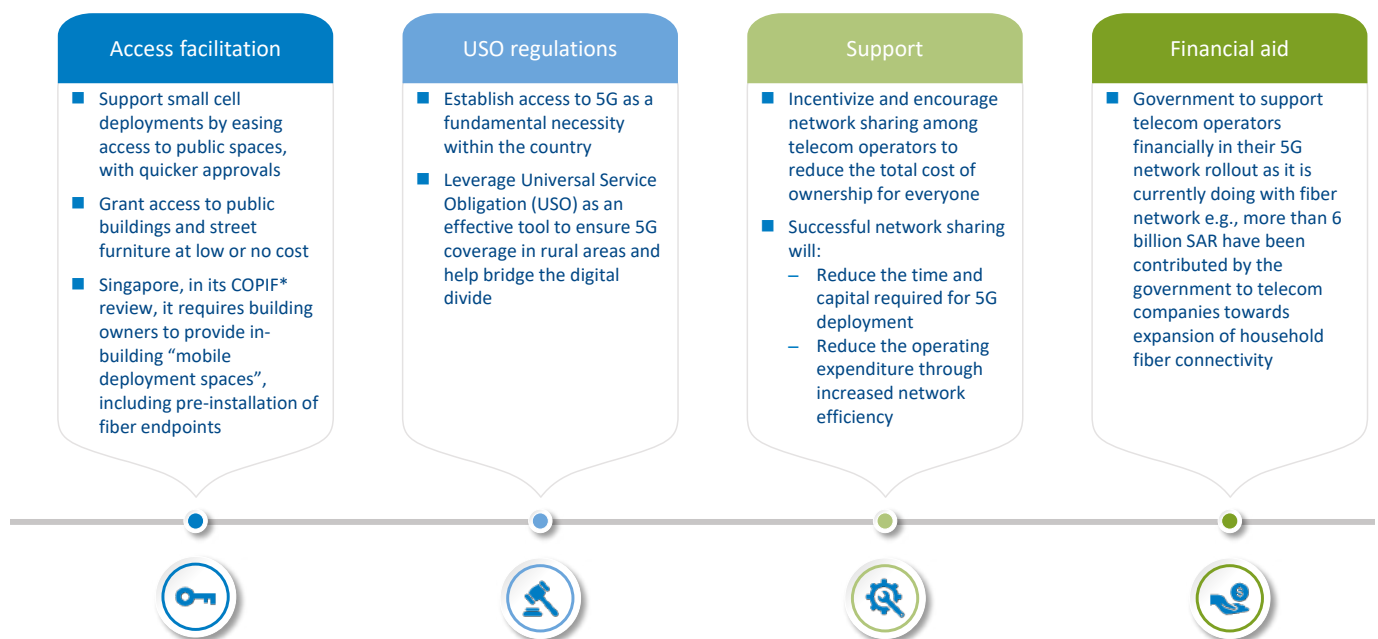 Access facilitation
■ Support small cell
deployments by easing
access to public spaces,
with quicker approvals
■ Grant access to public
buildings and street
furniture at low or no cost
■ Singapore, in its COPIF*
review, it requires building
owners to provide in-
building “mobile
deployment spaces”,
including pre-installation of
fiber endpoints
USO regulations
■ Establish access to 5G as a
fundamental necessity
within the country
■ Leverage Universal Service
Obligation (USO) as an
effective tool to ensure 5G
coverage in rural areas and
help bridge the digital
divide
Support
■ Incentivize and encourage
network sharing among
telecom operators to
reduce the total cost of
ownership for everyone
■ Successful network sharing
will:
– Reduce the time and
capital required for 5G
deployment
– Reduce the operating
expenditure through
increased network
efficiency
Financial aid
■ Government to support
telecom operators
financially in their 5G
network rollout as it is
currently doing with fiber
network e.g., more than 6
billion SAR have been
contributed by the
government to telecom
companies towards
expansion of household
fiber connectivity
$